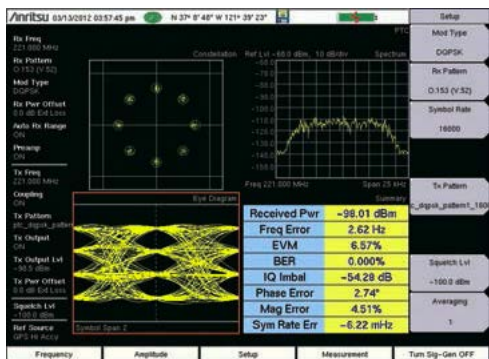 Anritsu 03/13/2012 03:57:45 pm N 37° 8' 48" W 121° 39' 23"
Setup
PTC
Rx Freq
221.000 MHz
Rx Pattern
O.153 (V.52)
Mod Type
DQPSK
Rx Pwr Offset
0.0 dB Ext Loss
Auto Rx Range
ON
Preamp
ON
Tx Freq
221.000 MHz
Coupling
ON
Tx Pattern
ptc_dqpsk_pattern
Tx Output
ON
Tx Output Lvl
-98.5 dBm
Tx Pwr Offset
0.0 dB Ext Loss
Squelch Lvl
-100.0 dBm
Ref Source
GPS Hi Accy
Constellation
Ref Lvl -60.0 dBm, 10 dB/div Spectrum
Freq 221.000 MHz Span 25 kHz
Eye Diagram
Symbol Span 2
Summary
Received Pwr -98.01 dBm
Freq Error 2.62 Hz
EVM 6.57%
BER 0.000%
IQ Imbal -54.28 dB
Phase Error 2.74°
Mag Error 4.51%
Sym Rate Err -6.22 mHz
Mod Type
DQPSK
Rx Pattern
O.153 (V.52)
Symbol Rate
16000
Tx Pattern
c_dqpsk_pattern1_1600
Squelch Lvl
-100.0 dBm
Averaging
1
Frequency Amplitude Setup Measurement Turn Sig-Gen OFF